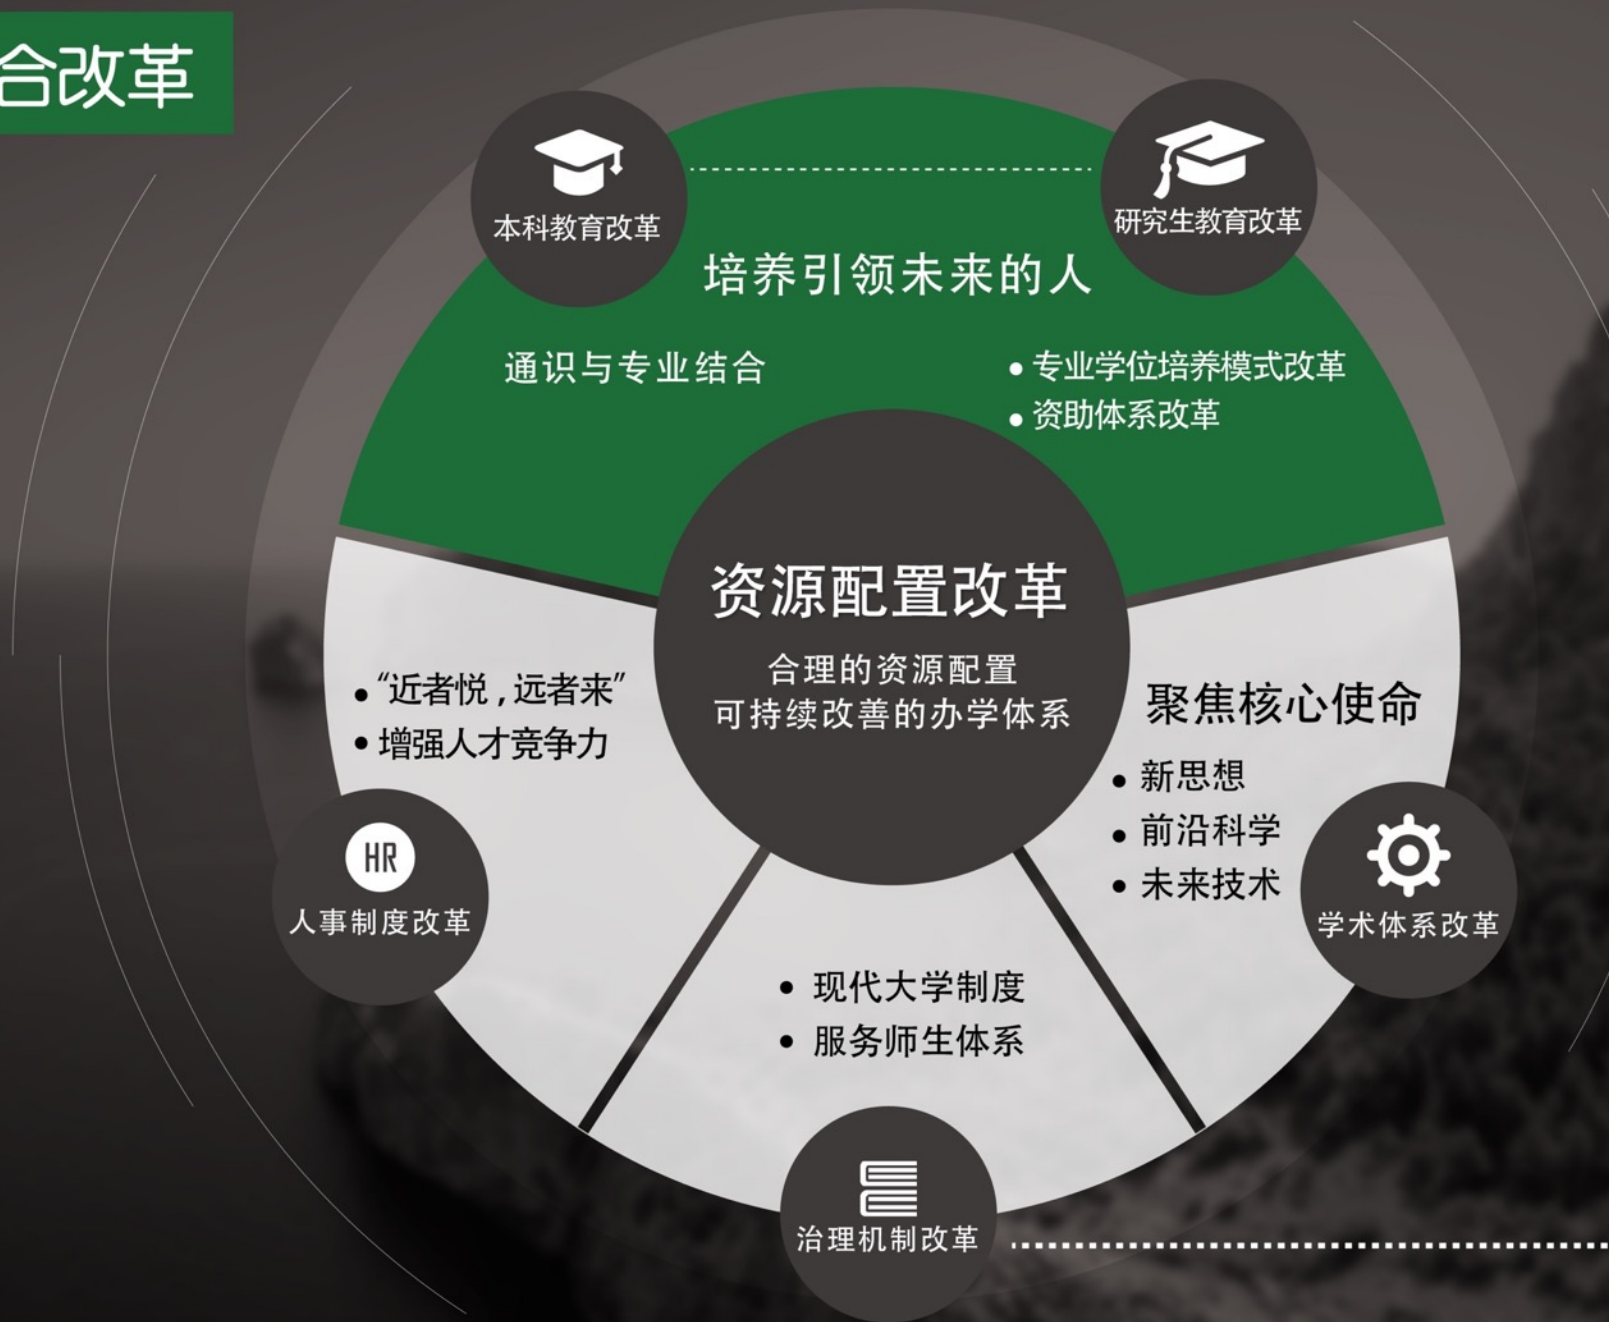 合改革
本科教育改革
研究生教育改革
培养引领未来的人
通识与专业结合
• 专业学位培养模式改革
• 资助体系改革
资源配置改革
合理的资源配置
可持续改善的办学体系
• “近者悦，远者来”
• 增强人才竞争力
HR
人事制度改革
聚焦核心使命
• 新思想
• 前沿科学
• 未来技术
学术体系改革
• 现代大学制度
• 服务师生体系
治理机制改革